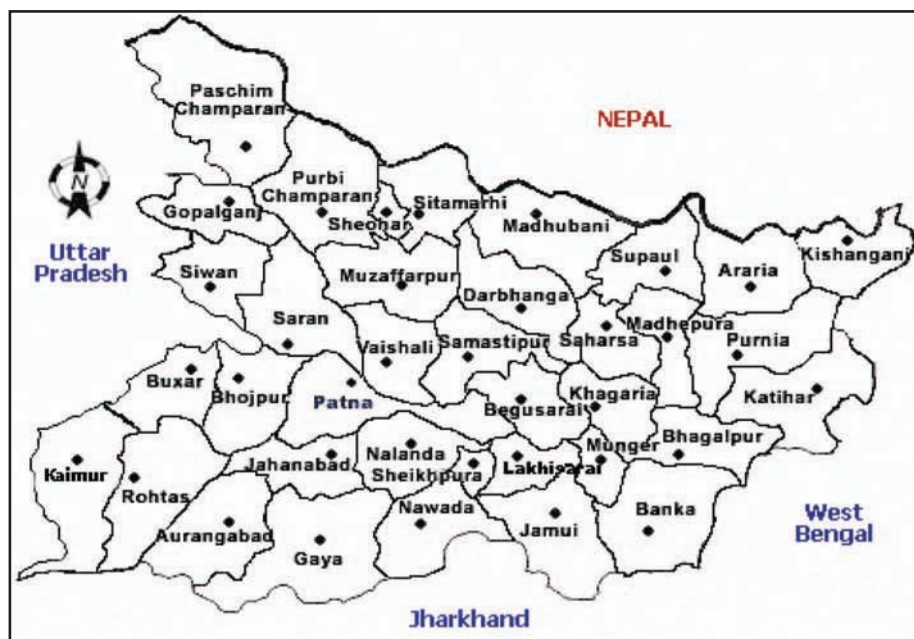 Paschim
Champaran
NEPAL
N
Purbi
Champaran
Gopalganj
Sheohar
Sitamarhi
Madhubani
Uttar
Pradesh
Siwan
Muzaffarpur
Supaul
Araria
Kishanganj
Darbhanga
Saran
Vaishali
Samastipur
Saharsa
Madhepura
Purnia
Buxar
Bhojpur
Patna
Begusarai
Khagaria
Katihar
Kaimur
Rohtas
Jahanabad
Nalanda
Sheikhpura
Lakhisarai
Munger
Bhagalpur
Aurangabad
Gaya
Nawada
Jamui
Banka
West
Bengal
Jharkhand